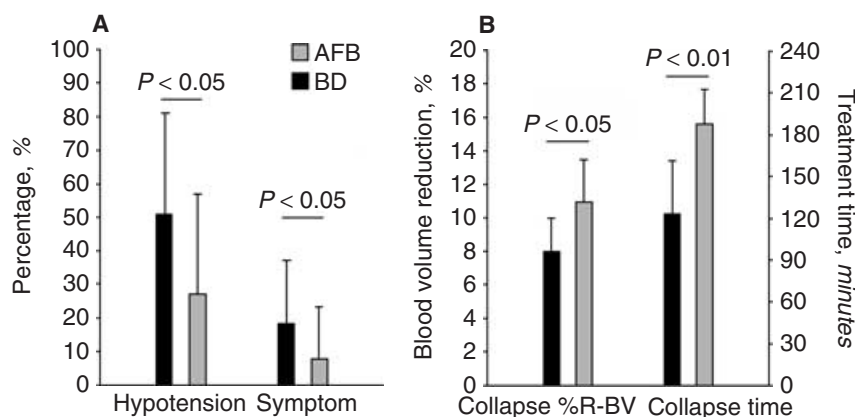 A
Percentage, %
100
90
80
70
60
50
40
30
20
10
0
AFB
BD
P < 0.05
P < 0.05
Hypotension Symptom
B
Blood volume reduction, %
20
18
16
14
12
10
8
6
4
2
0
P < 0.05
P < 0.01
240
210
180
150
120
90
60
30
0
Treatment time, minutes
Collapse %R-BV Collapse time